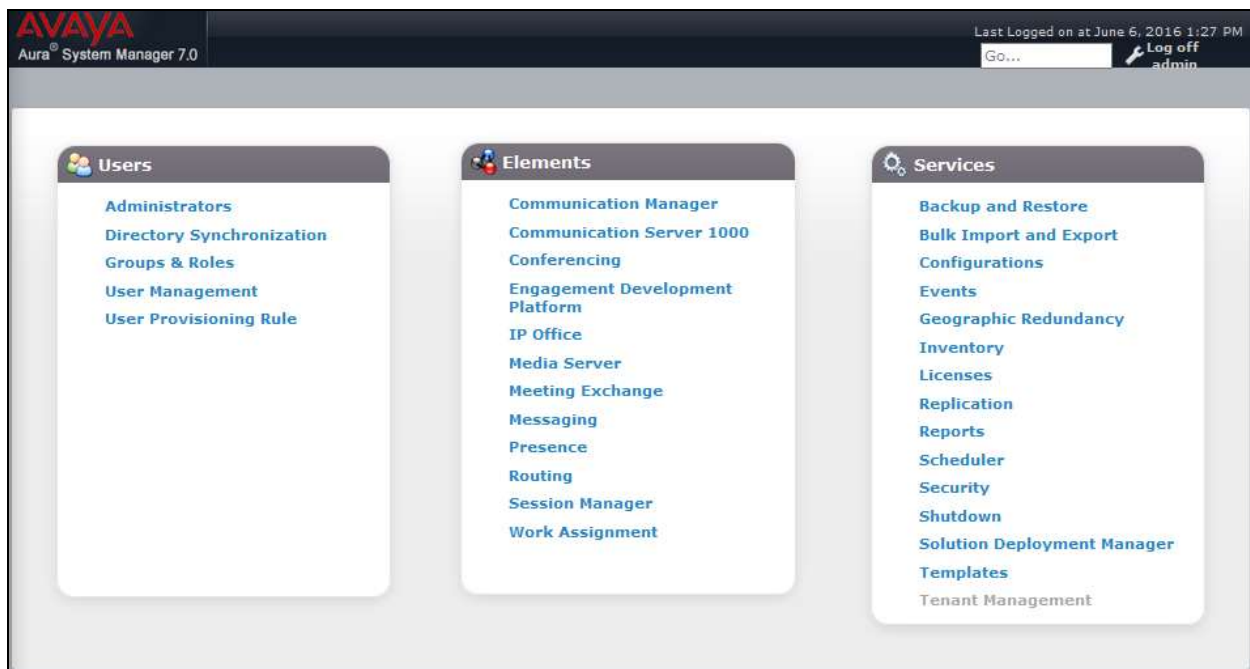 AVAYA
Aura® System Manager 7.0
Last Logged on at June 6, 2016 1:27 PM
Go...
Log off
admin
Users
Administrators
Directory Synchronization
Groups & Roles
User Management
User Provisioning Rule
Elements
Communication Manager
Communication Server 1000
Conferencing
Engagement Development
Platform
IP Office
Media Server
Meeting Exchange
Messaging
Presence
Routing
Session Manager
Work Assignment
Services
Backup and Restore
Bulk Import and Export
Configurations
Events
Geographic Redundancy
Inventory
Licenses
Replication
Reports
Scheduler
Security
Shutdown
Solution Deployment Manager
Templates
Tenant Management